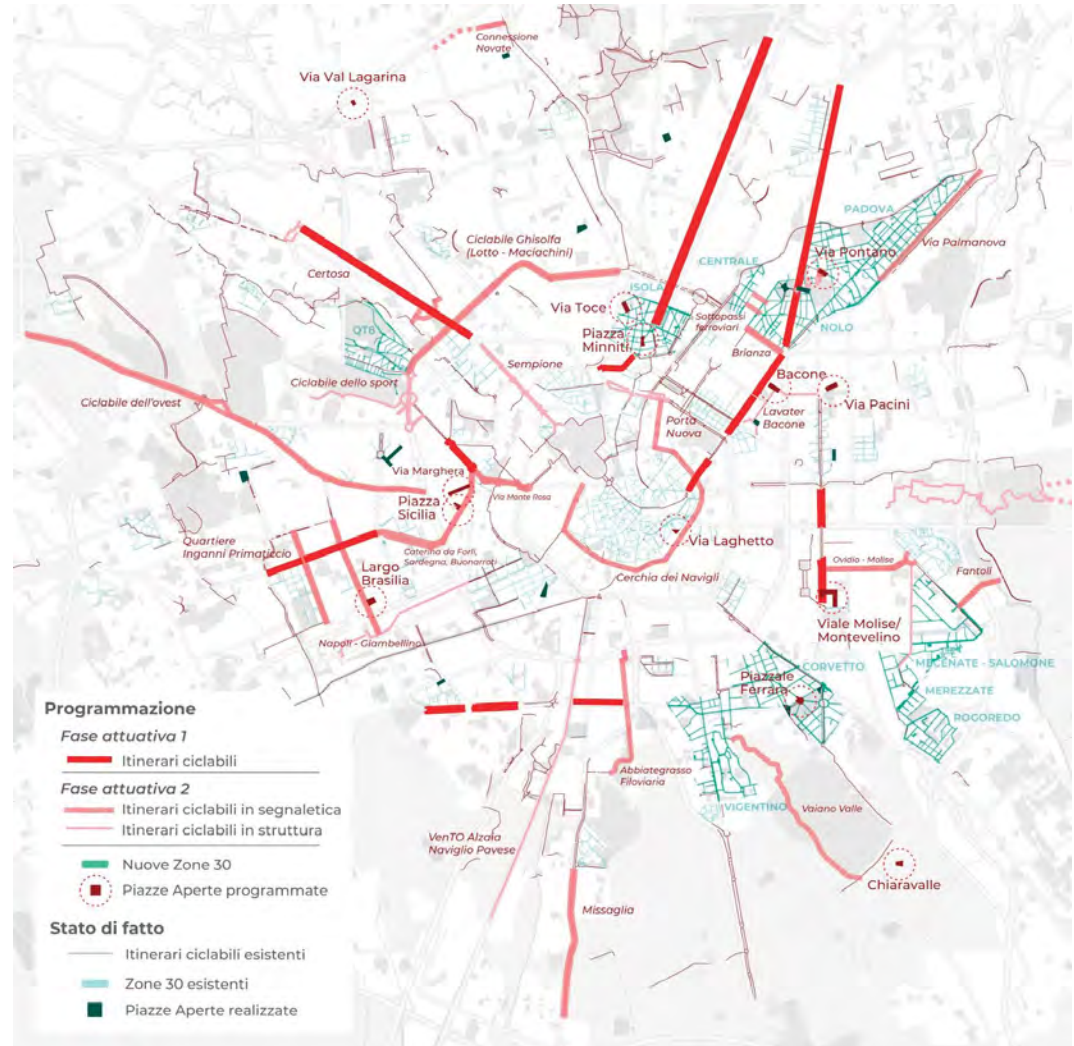 Connessione
Novate
Via Val Lagarina
PADOVA
Via Palmanova
Ciclabile Ghisolfa
(Lotto - Maciachini)
CENTRALE
Via Pontano
Certosa
ISOLA
Via Toce
Sottopassi
ferroviari
NOLO
QT8
Piazza
Minniti
Brianza
Sempione
Ciclabile dello sport
Bacone
Ciclabile dell'ovest
Lavater
Bacone
Via Pacini
Porta
Nuova
Via Marghera
Piazza
Sicilia
Via Monte Rosa
Quartiere
Inganni Primaticcio
Via Laghetto
Caterina da Forlì,
Sardegna, Buonarroti
Ovidio - Molise
Largo
Brasilia
Cerchia dei Navigli
Fantoli
Viale Molise/
Montevelino
Napoli - Giambellino
CORVETTO
MECENATE - SALOMONE
Piazzale
Ferrara
MEREZZATE
ROGOREDO
Abbiategrasso
Filoviaria
VIGENTINO
Vaiano Valle
VenTO Alzaia
Naviglio Pavese
Chiaravalle
Missaglia
Programmazione
Fase attuativa 1
Itinerari ciclabili
Fase attuativa 2
Itinerari ciclabili in segnaletica
Itinerari ciclabili in struttura
Nuove Zone 30
Piazze Aperte programmate
Stato di fatto
Itinerari ciclabili esistenti
Zone 30 esistenti
Piazze Aperte realizzate